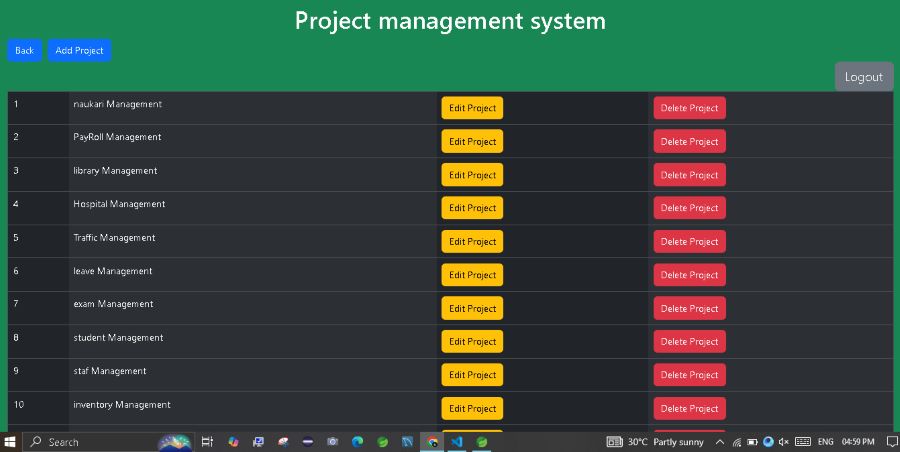 Project management system
Back Add Project
Logout
1 naukari Management Edit Project Delete Project
2 PayRoll Management Edit Project Delete Project
3 library Management Edit Project Delete Project
4 Hospital Management Edit Project Delete Project
5 Traffic Management Edit Project Delete Project
6 leave Management Edit Project Delete Project
7 exam Management Edit Project Delete Project
8 student Management Edit Project Delete Project
9 staf Management Edit Project Delete Project
10 inventory Management Edit Project Delete Project
Search 30°C Partly sunny ENG 04:59 PM